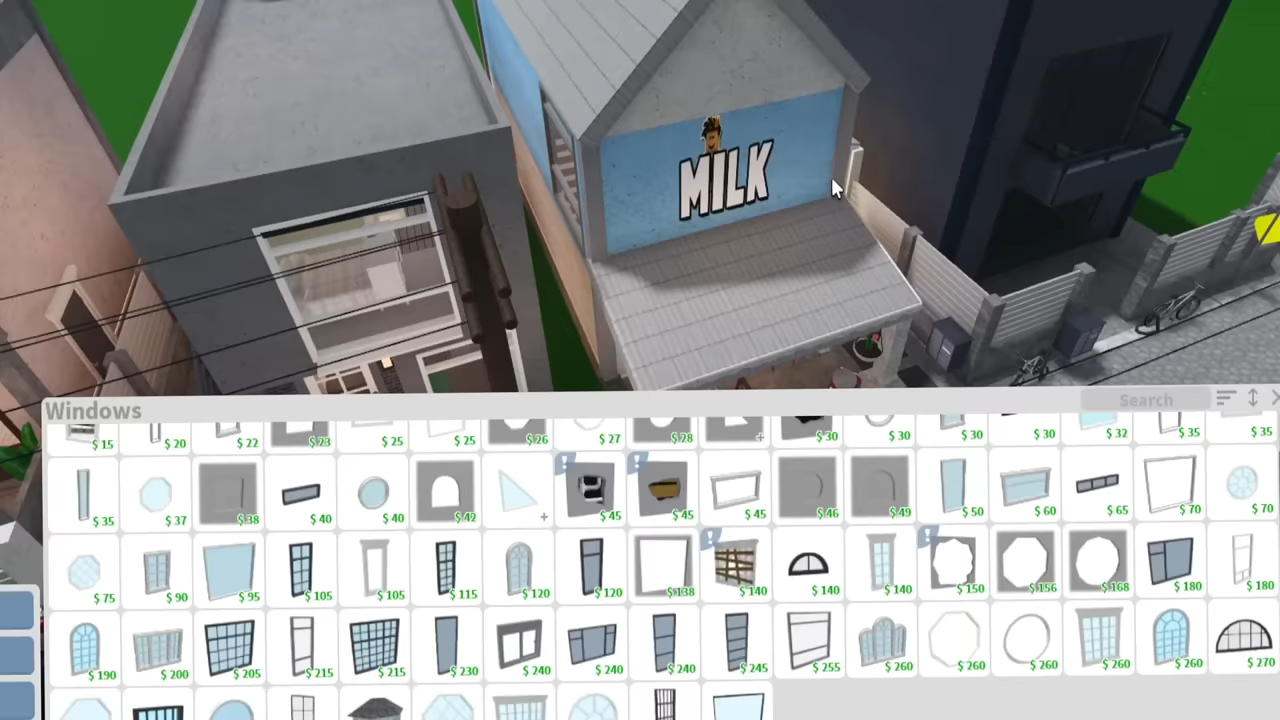 MILK
Windows
Search
$15 $20 $22 $23 $25 $25 $26 $27 $28 $30 $30 $30 $30 $32 $35 $35
$35 $37 $38 $40 $40 $42 + $45 $45 $45 $46 $49 $50 $60 $65 $70 $70
$75 $90 $95 $105 $105 $115 $120 $120 $138 $140 $140 $140 $150 $156 $168 $180 $180
$190 $200 $205 $215 $215 $230 $240 $240 $240 $245 $255 $260 $260 $260 $260 $260 $270